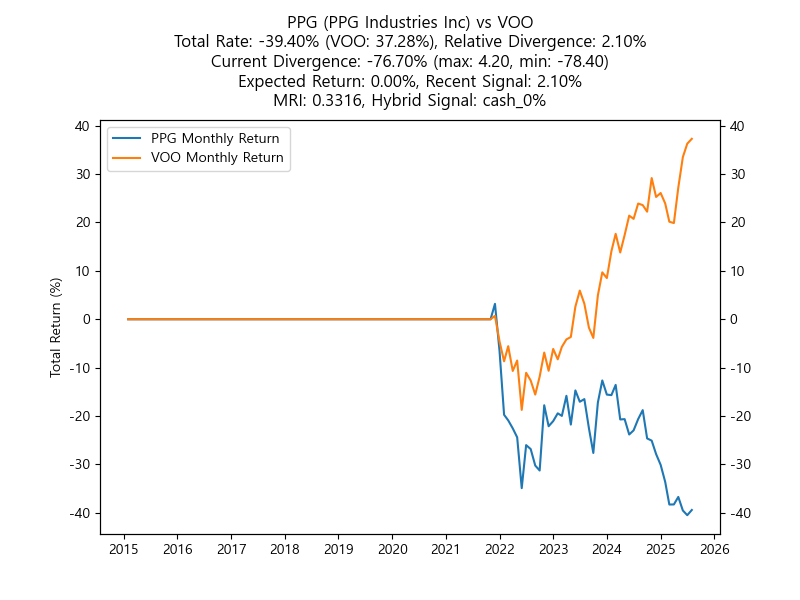 PPG (PPG Industries Inc) vs VOO
Total Rate: -39.40% (VOO: 37.28%), Relative Divergence: 2.10%
Current Divergence: -76.70% (max: 4.20, min: -78.40)
Expected Return: 0.00%, Recent Signal: 2.10%
MRI: 0.3316, Hybrid Signal: cash_0%
PPG Monthly Return
VOO Monthly Return
Total Return (%)
40
30
20
10
0
-10
-20
-30
-40
40
30
20
10
0
-10
-20
-30
-40
2015 2016 2017 2018 2019 2020 2021 2022 2023 2024 2025 2026